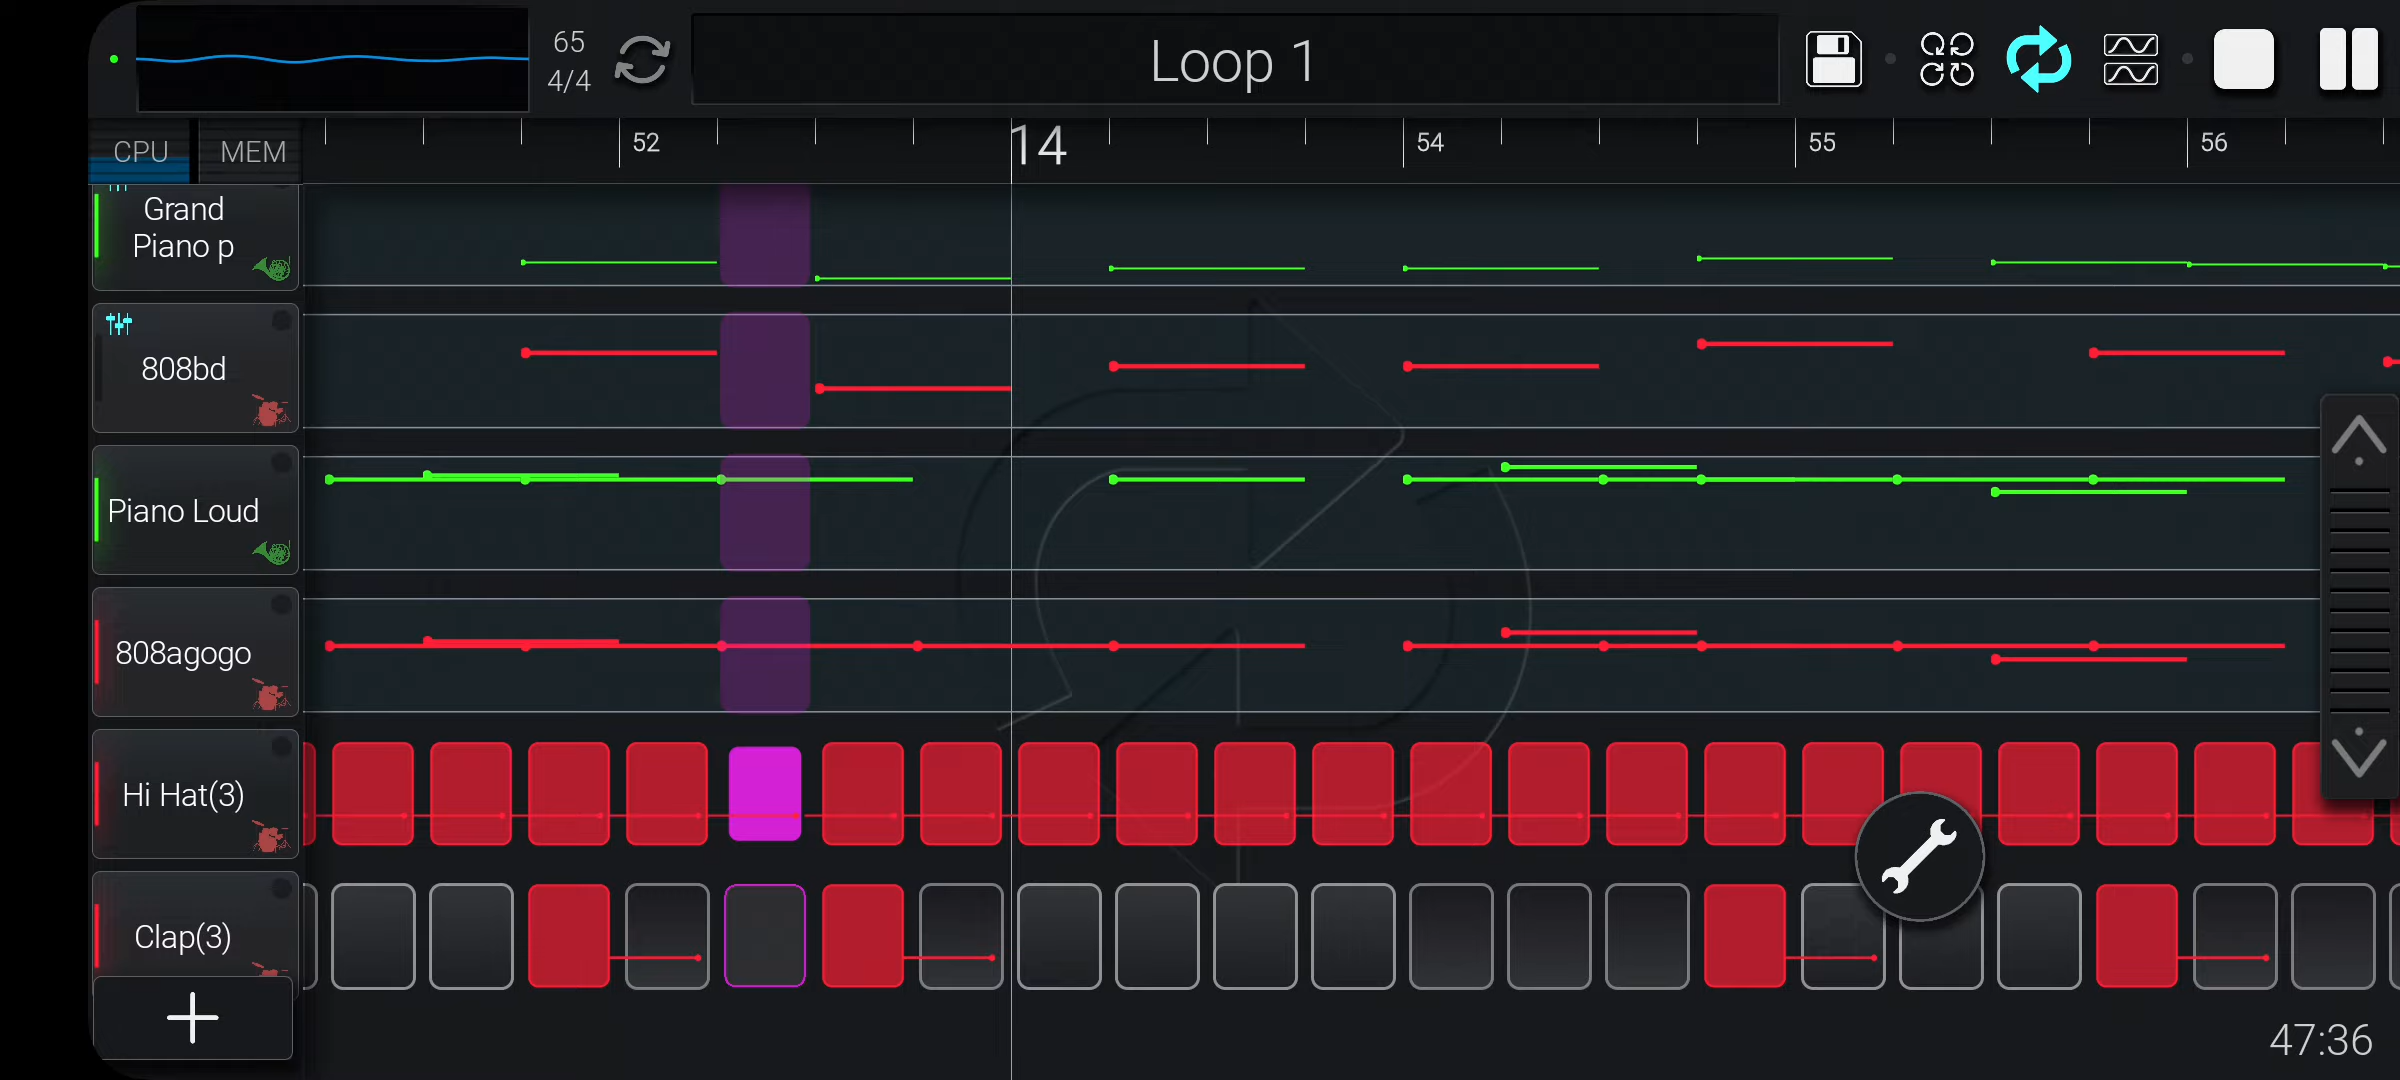 65
4/4
Loop 1
CPU
MEM
52
14
54
55
56
Grand
Piano p
808bd
Piano Loud
808agogo
Hi Hat(3)
Clap(3)
47:36